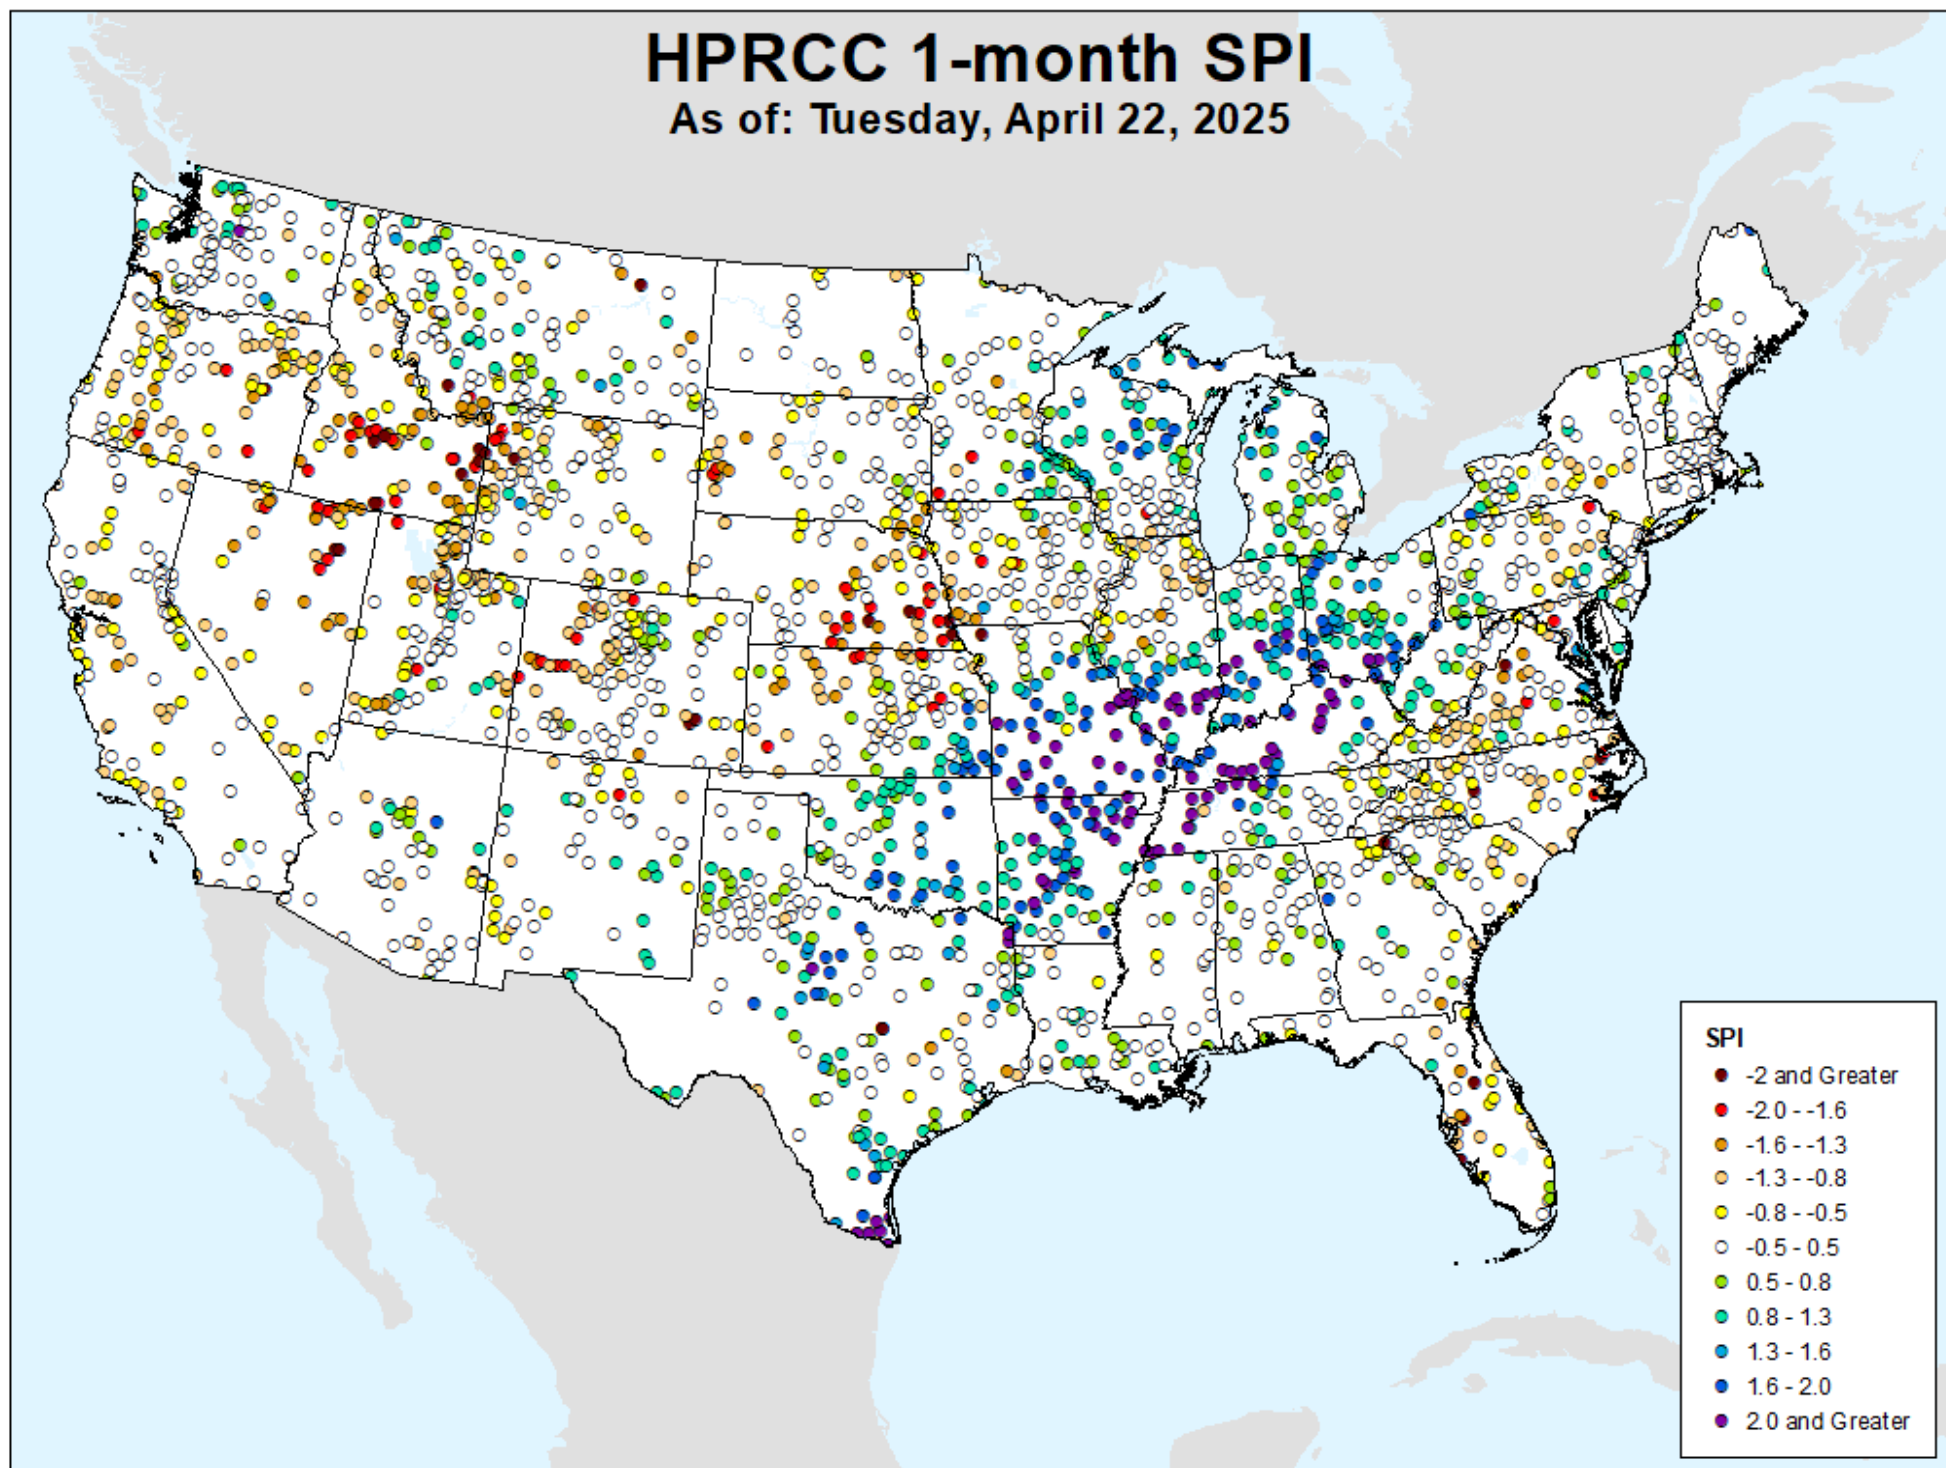 HPRCC 1-month SPI
As of: Tuesday, April 22, 2025
SPI
-2 and Greater
-2.0 - -1.6
-1.6 - -1.3
-1.3 - -0.8
-0.8 - -0.5
-0.5 - 0.5
0.5 - 0.8
0.8 - 1.3
1.3 - 1.6
1.6 - 2.0
2.0 and Greater